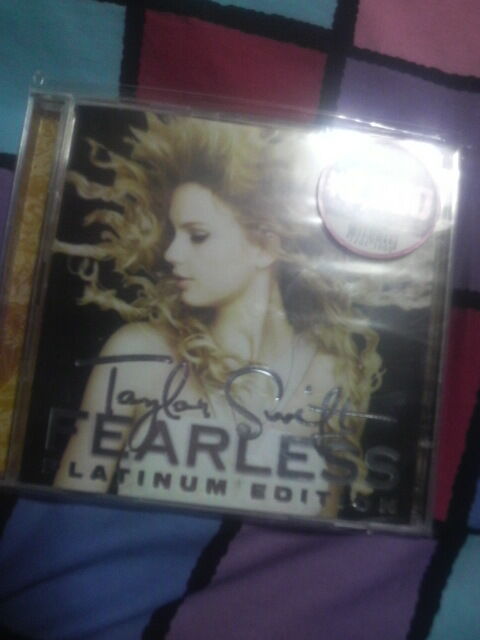 Taylor Swift
FEARLESS
PLATINUM EDITION